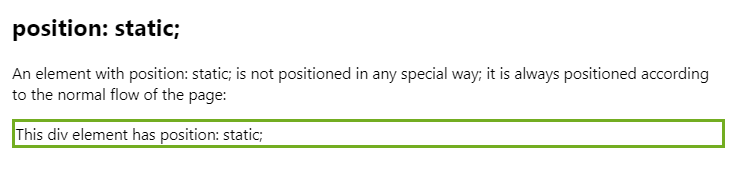 position: static;
An element with position: static; is not positioned in any special way; it is always positioned according
to the normal flow of the page:
This div element has position: static;